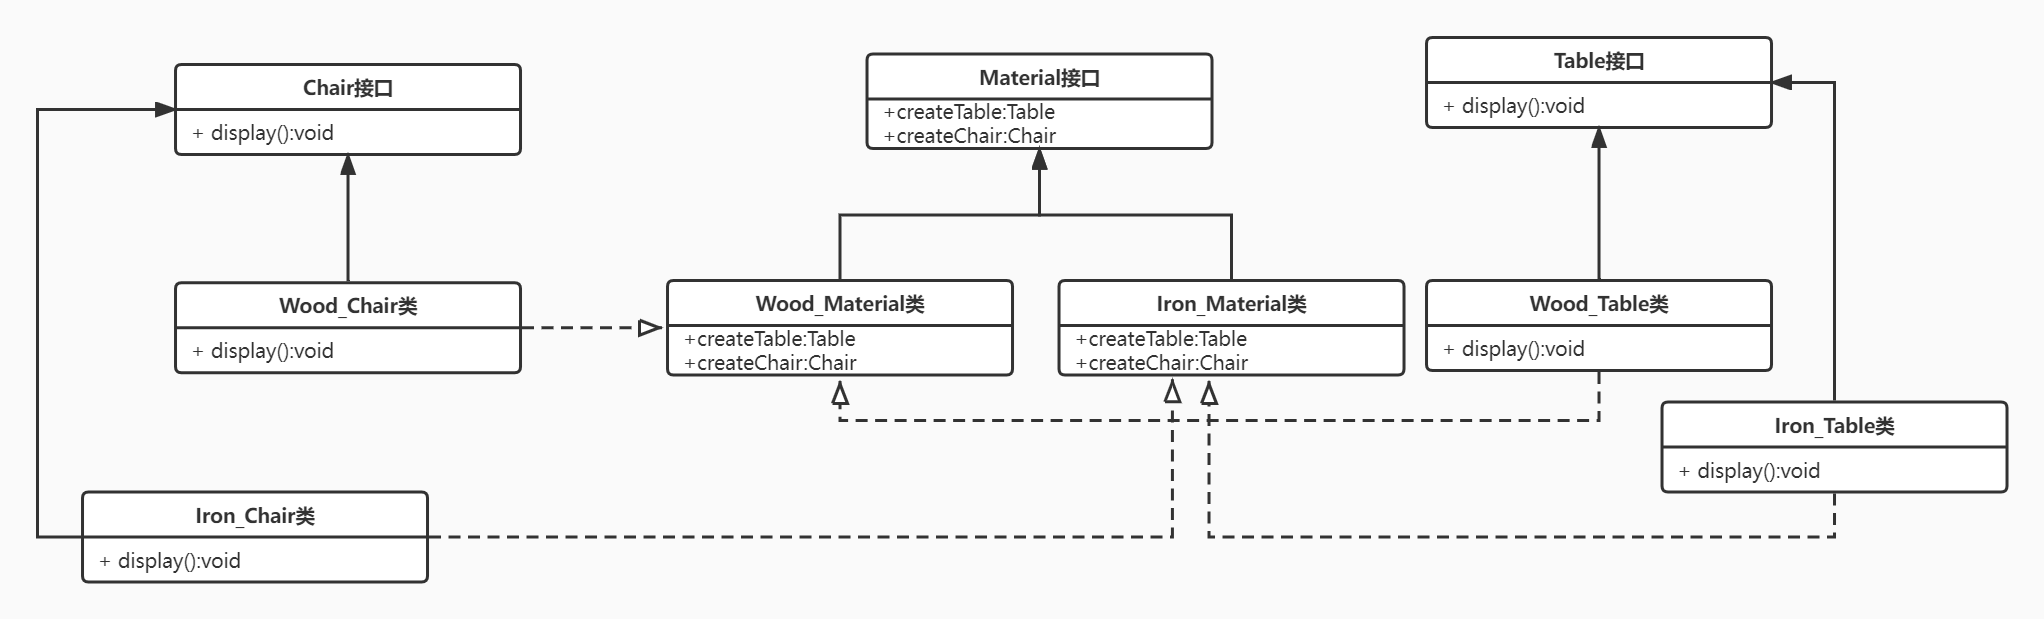 Chair接口
+ display():void
Material接口
+createTable:Table
+createChair:Chair
Table接口
+ display():void
Wood_Chair类
+ display():void
Wood_Material类
+createTable:Table
+createChair:Chair
Iron_Material类
+createTable:Table
+createChair:Chair
Wood_Table类
+ display():void
Iron_Table类
+ display():void
Iron_Chair类
+ display():void